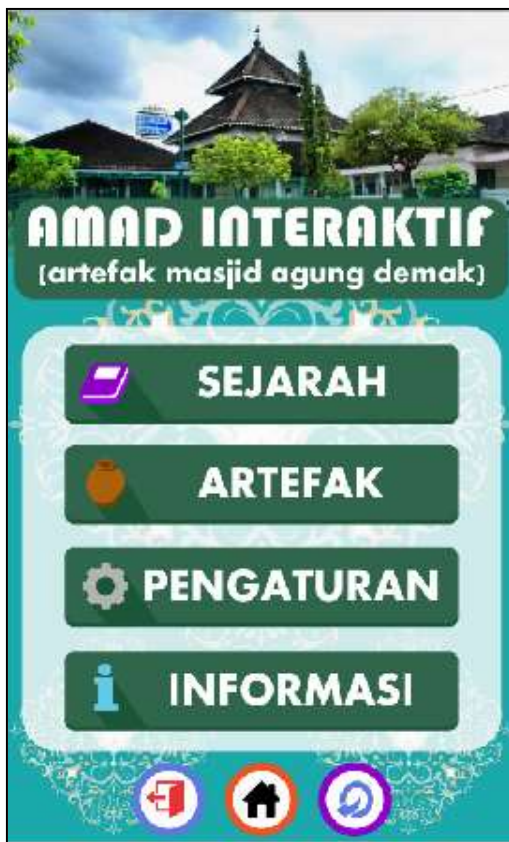 AMAD INTERAKTIF
(artefak masjid agung demak)
SEJARAH
ARTEFAK
PENGATURAN
INFORMASI